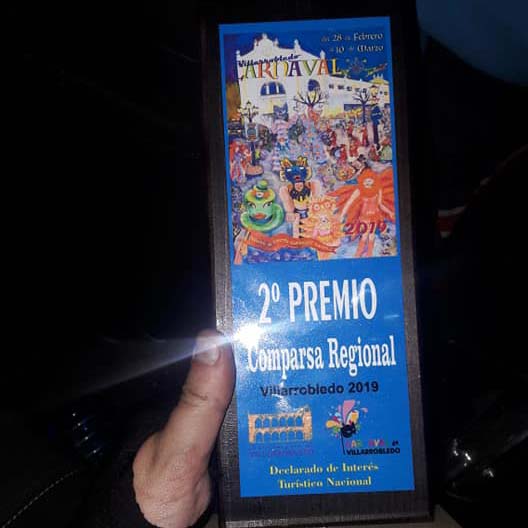 del 28 de Febrero
al 10 de Marzo
Villarrobledo
CARNAVAL
2019
2º PREMIO
Comparsa Regional
Villarrobledo 2019
CARNAVAL de
VILLARROBLEDO
Declarado de Interés
Turístico Nacional